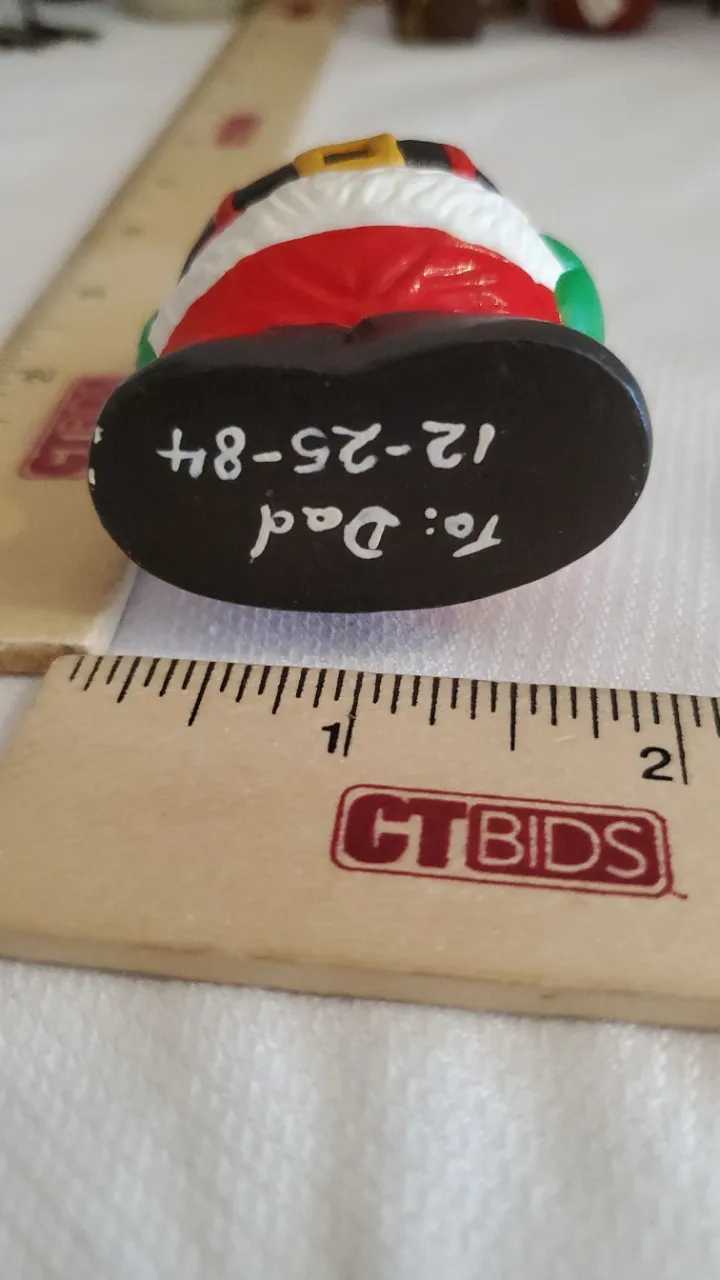 To: Dad
12-25-84
1 2
CTBIDS